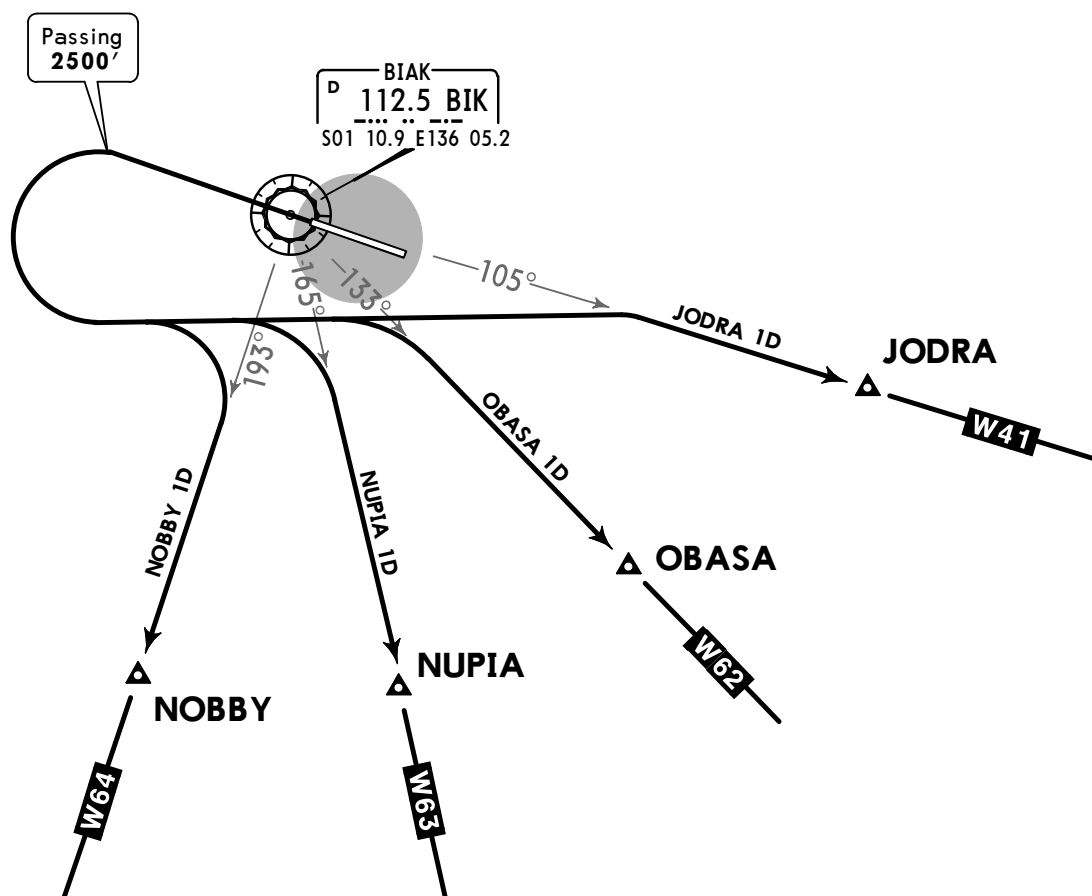 Passing
2500'
BIAK
D 112.5 BIK
S01 10.9 E136 05.2
105°
133°
165°
193°
JODRA 1D
JODRA
W41
OBASA 1D
OBASA
W62
NUPIA 1D
NUPIA
W63
NOBBY 1D
NOBBY
W64